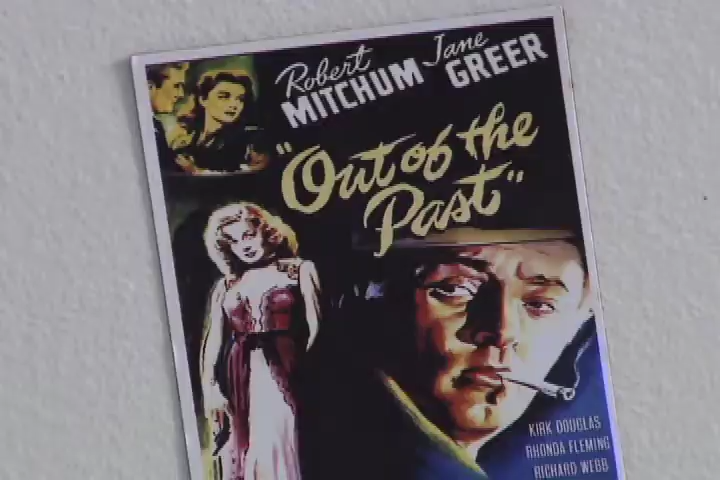 Robert Jane
MITCHUM GREER
"Out of the
Past"
KIRK DOUGLAS
RHONDA FLEMING
RICHARD WEBB